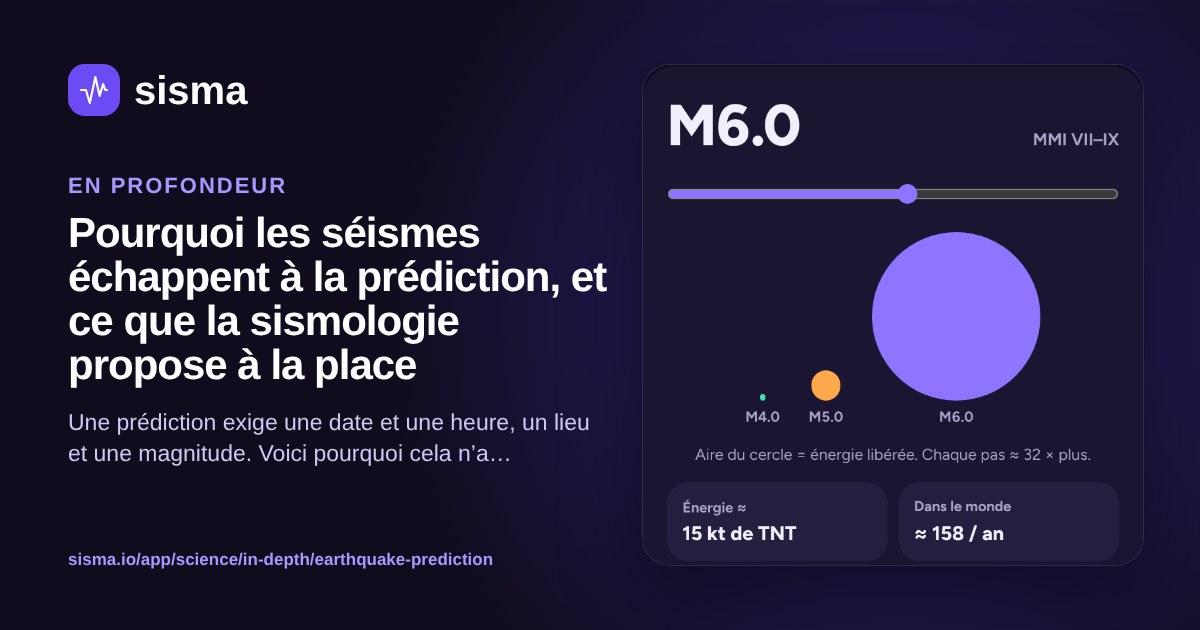 sisma
EN PROFONDEUR
Pourquoi les séismes
échappent à la prédiction, et
ce que la sismologie
propose à la place
Une prédiction exige une date et une heure, un lieu
et une magnitude. Voici pourquoi cela n’a…
sisma.io/app/science/in-depth/earthquake-prediction
M6.0
MMI VII–IX
M4.0
M5.0
M6.0
Aire du cercle = énergie libérée. Chaque pas ≈ 32 × plus.
Énergie ≈
15 kt de TNT
Dans le monde
≈ 158 / an